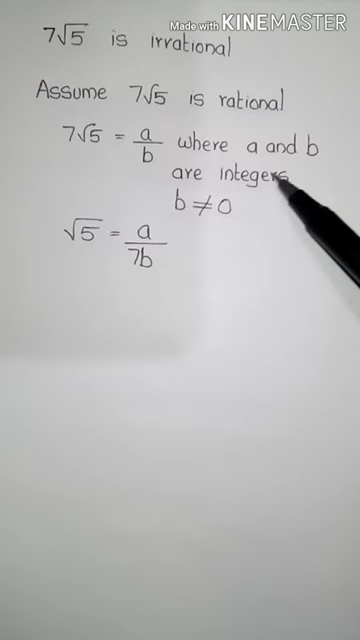 Made with KINEMASTER
7√5 is irrational
Assume 7√5 is rational
7√5 = a/b where a and b
are integers
b ≠ 0
√5 = a/7b